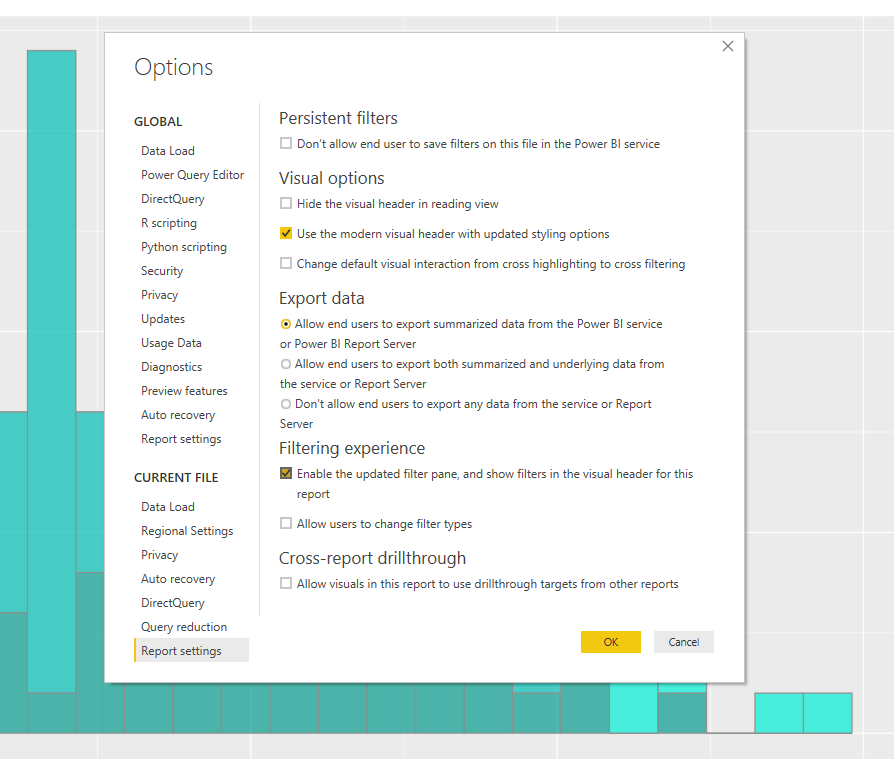 Options
GLOBAL
Data Load
Power Query Editor
DirectQuery
R scripting
Python scripting
Security
Privacy
Updates
Usage Data
Diagnostics
Preview features
Auto recovery
Report settings
CURRENT FILE
Data Load
Regional Settings
Privacy
Auto recovery
DirectQuery
Query reduction
Report settings
Persistent filters
Don't allow end user to save filters on this file in the Power BI service
Visual options
Hide the visual header in reading view
Use the modern visual header with updated styling options
Change default visual interaction from cross highlighting to cross filtering
Export data
Allow end users to export summarized data from the Power BI service
or Power BI Report Server
Allow end users to export both summarized and underlying data from
the service or Report Server
Don't allow end users to export any data from the service or Report
Server
Filtering experience
Enable the updated filter pane, and show filters in the visual header for this
report
Allow users to change filter types
Cross-report drillthrough
Allow visuals in this report to use drillthrough targets from other reports
OK
Cancel